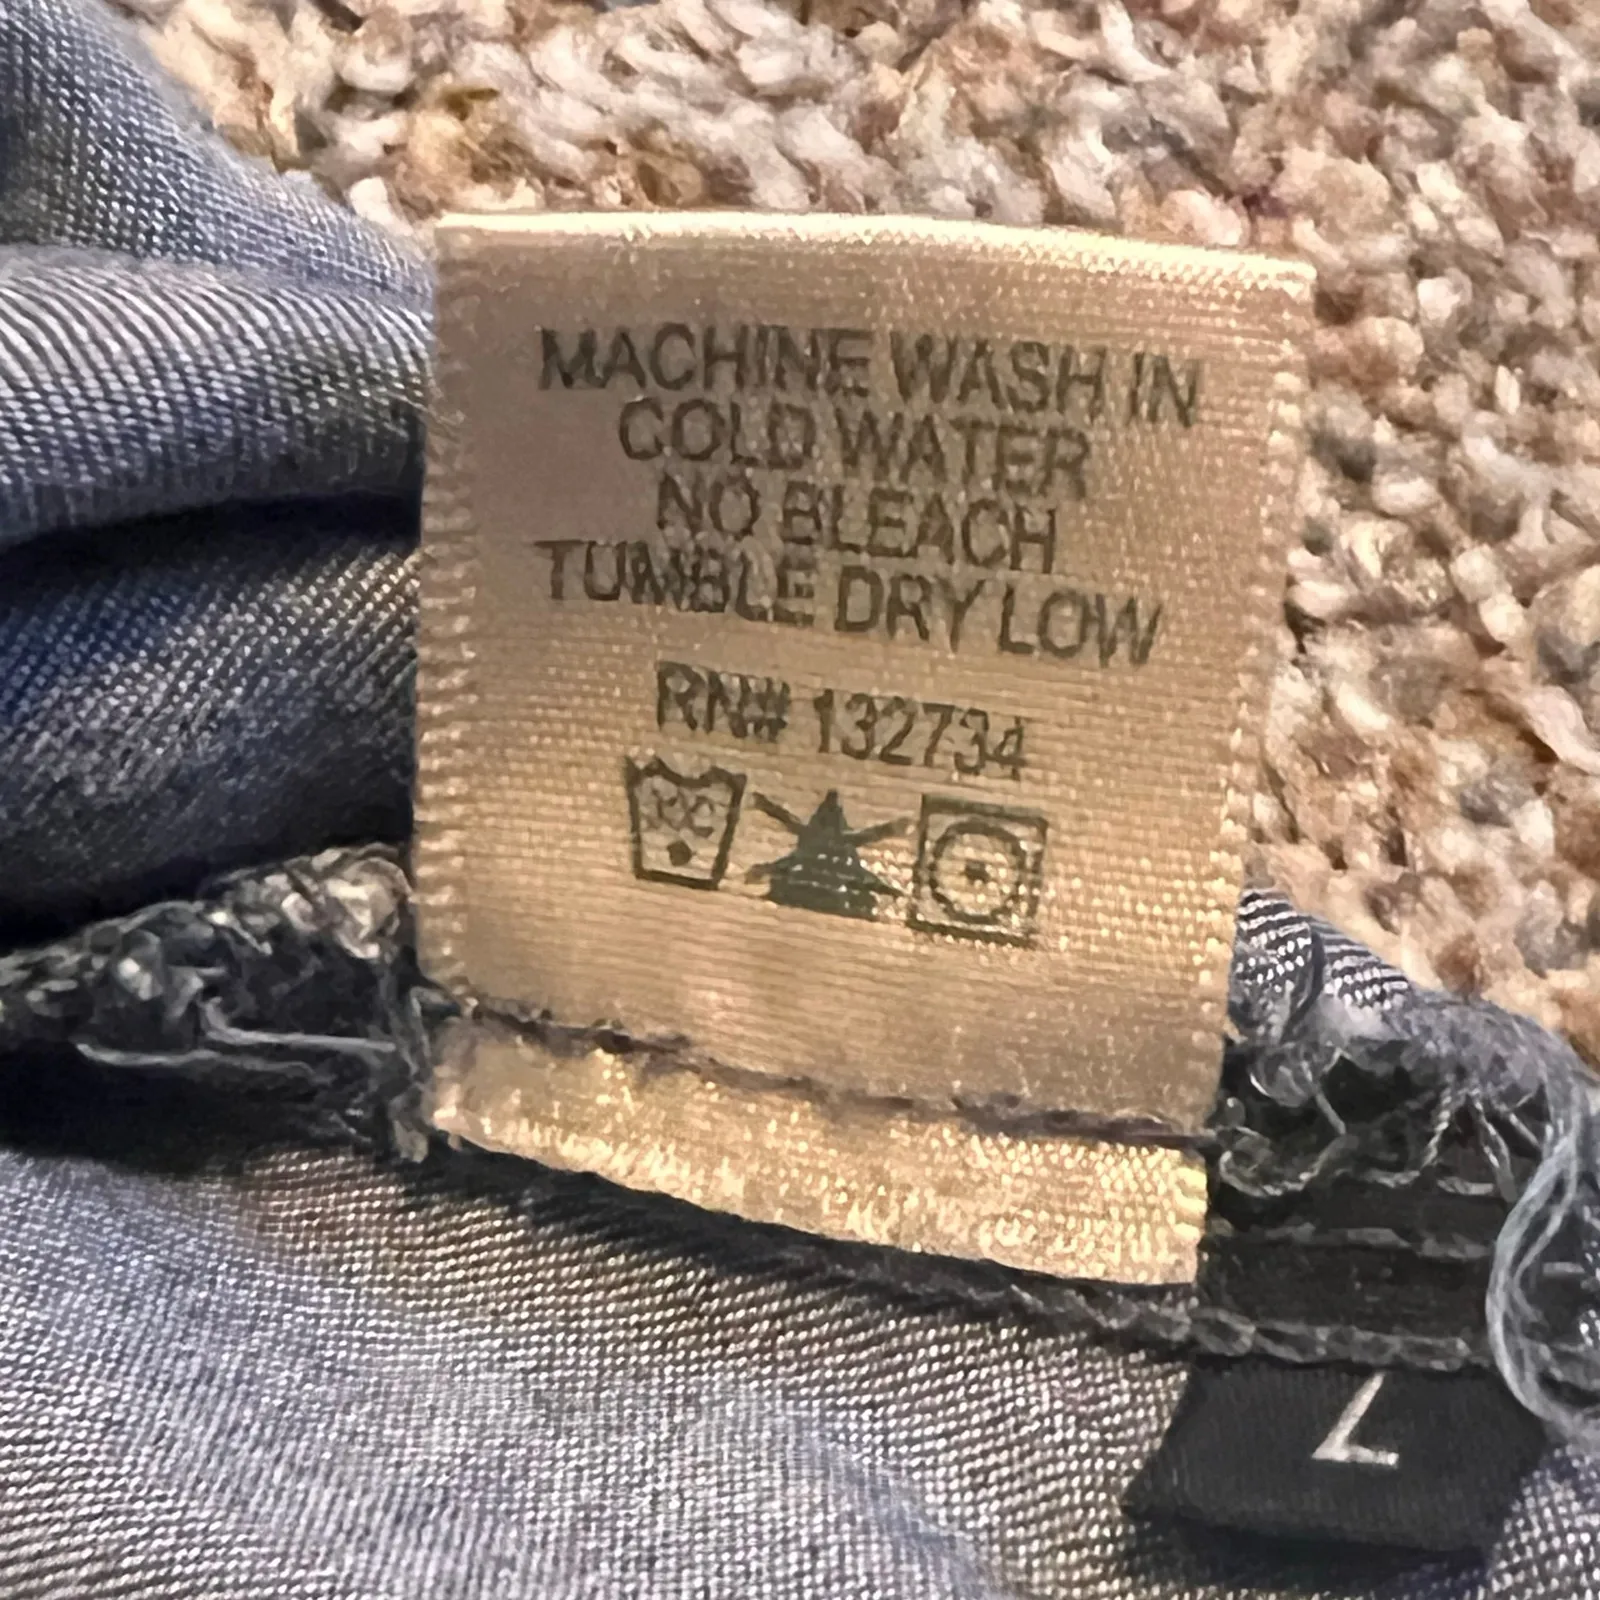 MACHINE WASH IN
COLD WATER
NO BLEACH
TUMBLE DRY LOW
RN# 132734
L